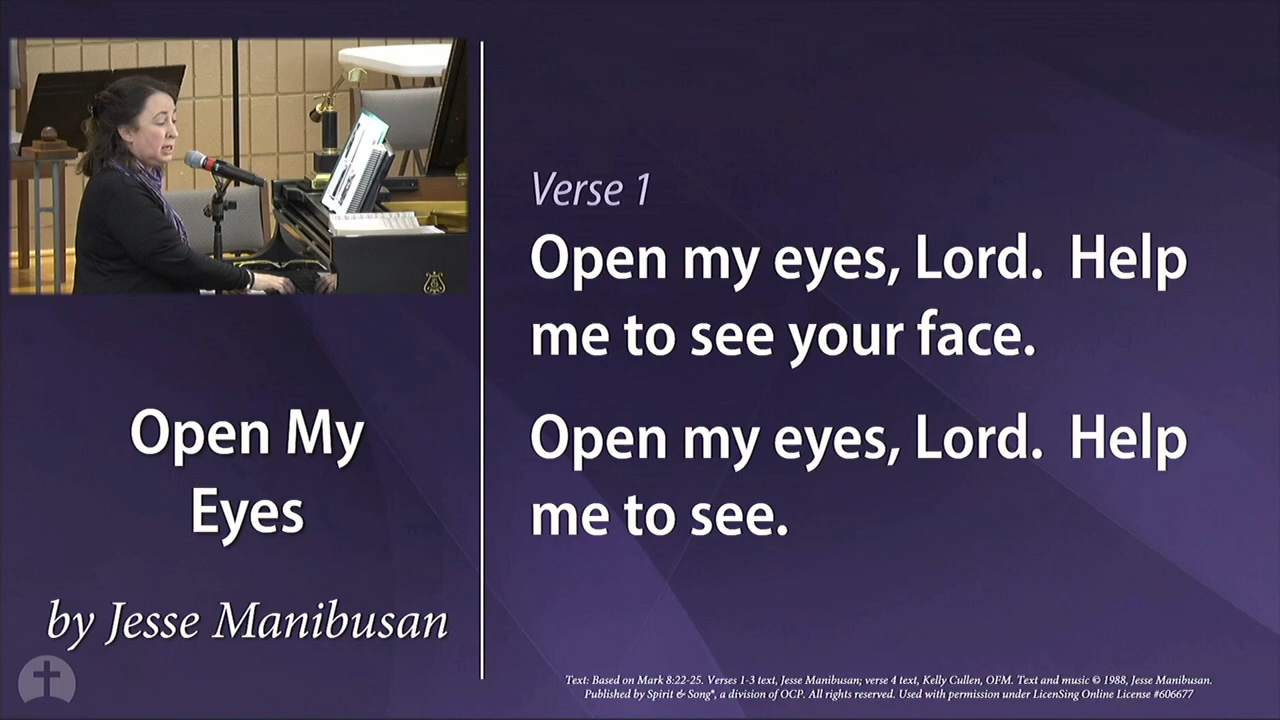 Open My
Eyes
by Jesse Manibusan
Verse 1
Open my eyes, Lord.  Help
me to see your face.
Open my eyes, Lord.  Help
me to see.
Text: Based on Mark 8:22-25. Verses 1-3 text, Jesse Manibusan; verse 4 text, Kelly Cullen, OFM. Text and music © 1988, Jesse Manibusan.
Published by Spirit & Song®, a division of OCP. All rights reserved. Used with permission under LicenSing Online License #606677